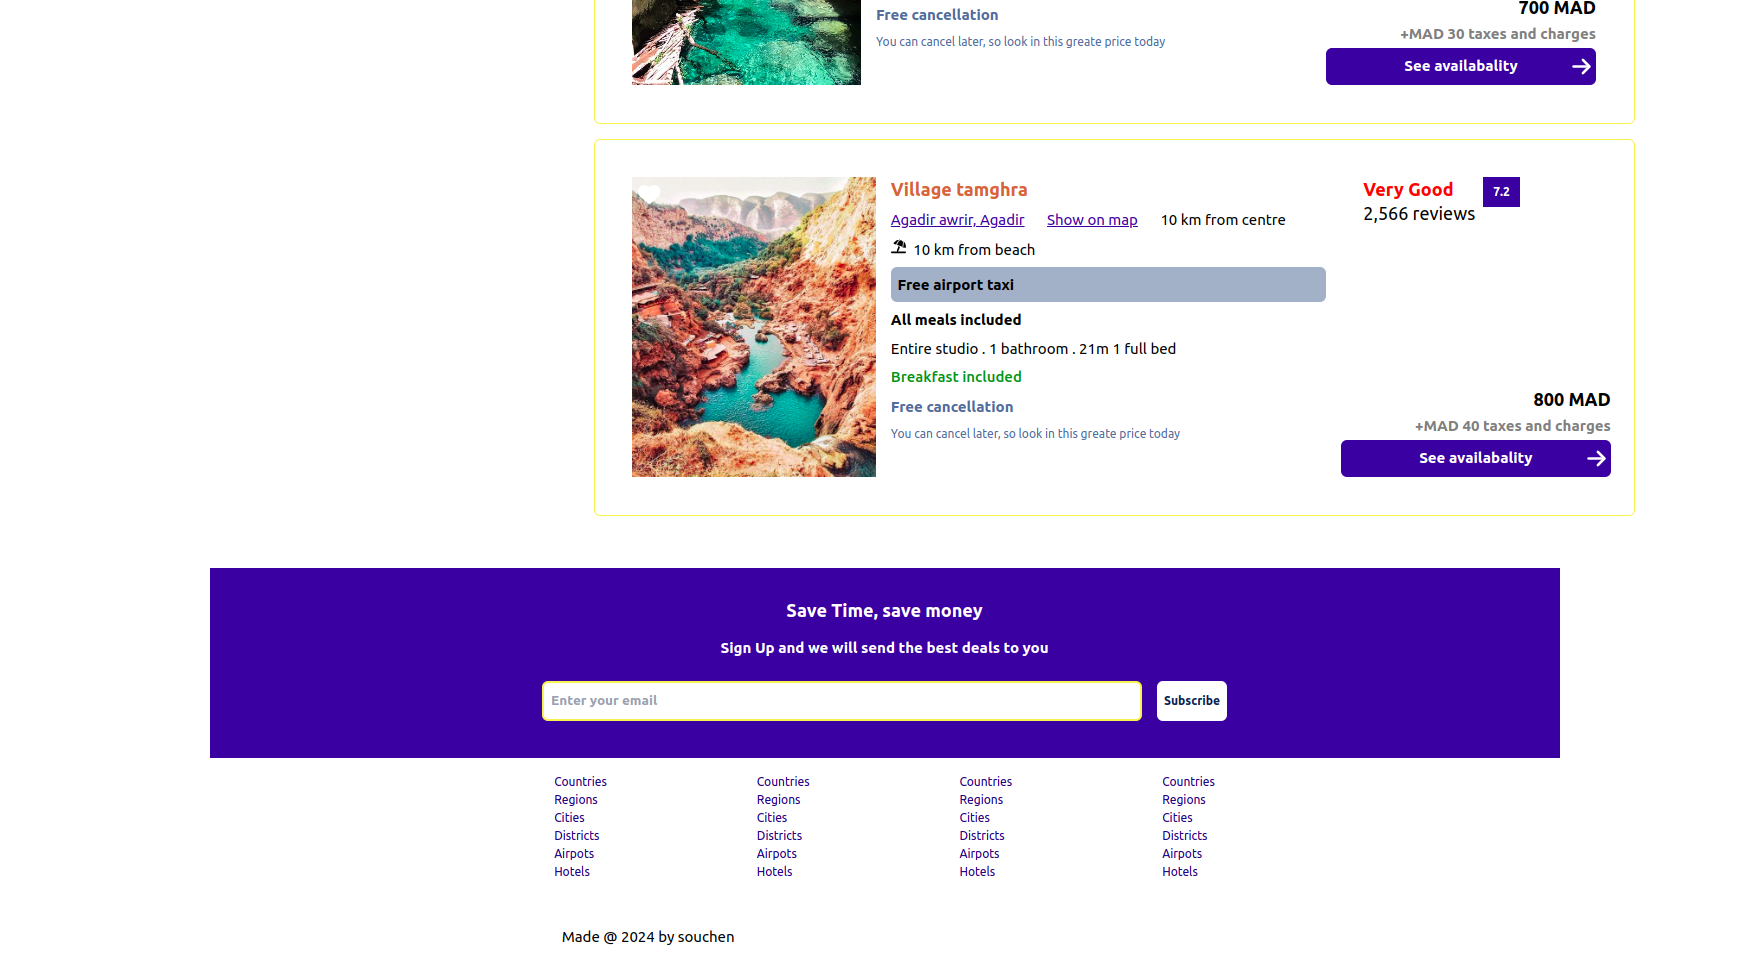 Free cancellation
700 MAD
You can cancel later, so look in this greate price today
+MAD 30 taxes and charges
See availabality
Village tamghra
Very Good 7.2
Agadir awrir, Agadir Show on map 10 km from centre
2,566 reviews
10 km from beach
Free airport taxi
All meals included
Entire studio . 1 bathroom . 21m 1 full bed
Breakfast included
Free cancellation
You can cancel later, so look in this greate price today
800 MAD
+MAD 40 taxes and charges
See availabality
Save Time, save money
Sign Up and we will send the best deals to you
Enter your email Subscribe
Countries Countries Countries Countries
Regions Regions Regions Regions
Cities Cities Cities Cities
Districts Districts Districts Districts
Airpots Airpots Airpots Airpots
Hotels Hotels Hotels Hotels
Made @ 2024 by souchen